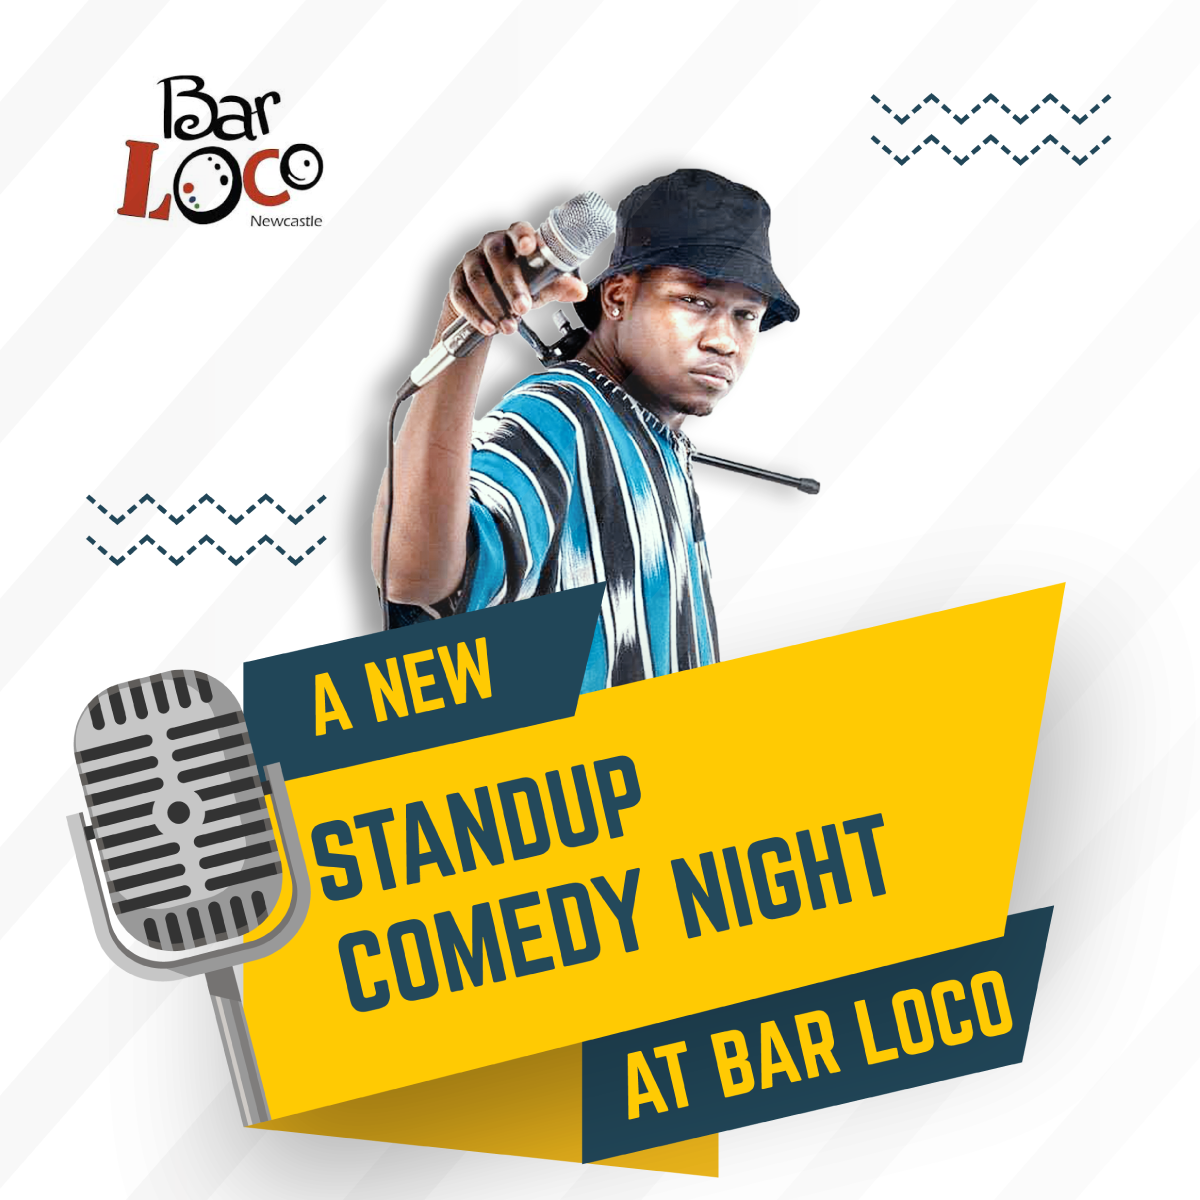 Bar
Loco
Newcastle
A NEW
STANDUP
COMEDY NIGHT
AT BAR LOCO